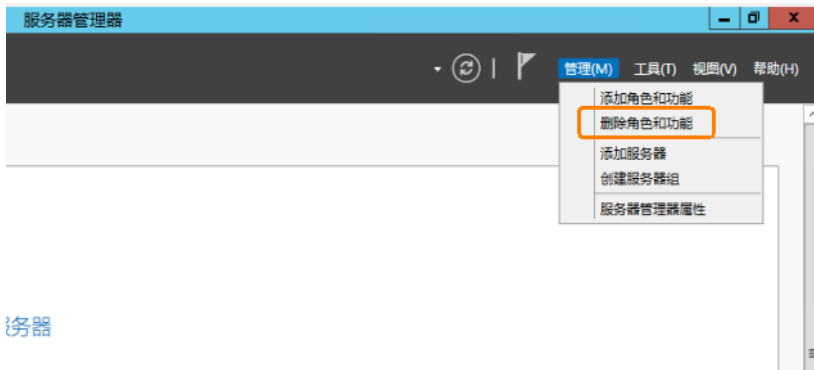 服务器管理器
管理(M) 工具(T) 视图(V) 帮助(H)
添加角色和功能
删除角色和功能
添加服务器
创建服务器组
服务器管理器属性
务器